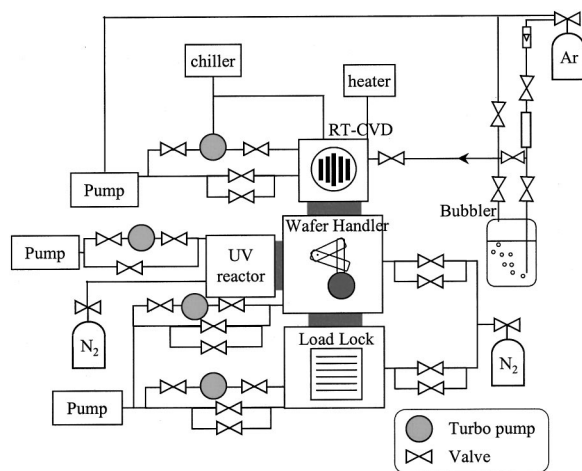 Ar
chiller
heater
RT-CVD
Pump
Bubbler
Wafer Handler
Pump
UV
reactor
N2
Load Lock
N2
Pump
Turbo pump
Valve